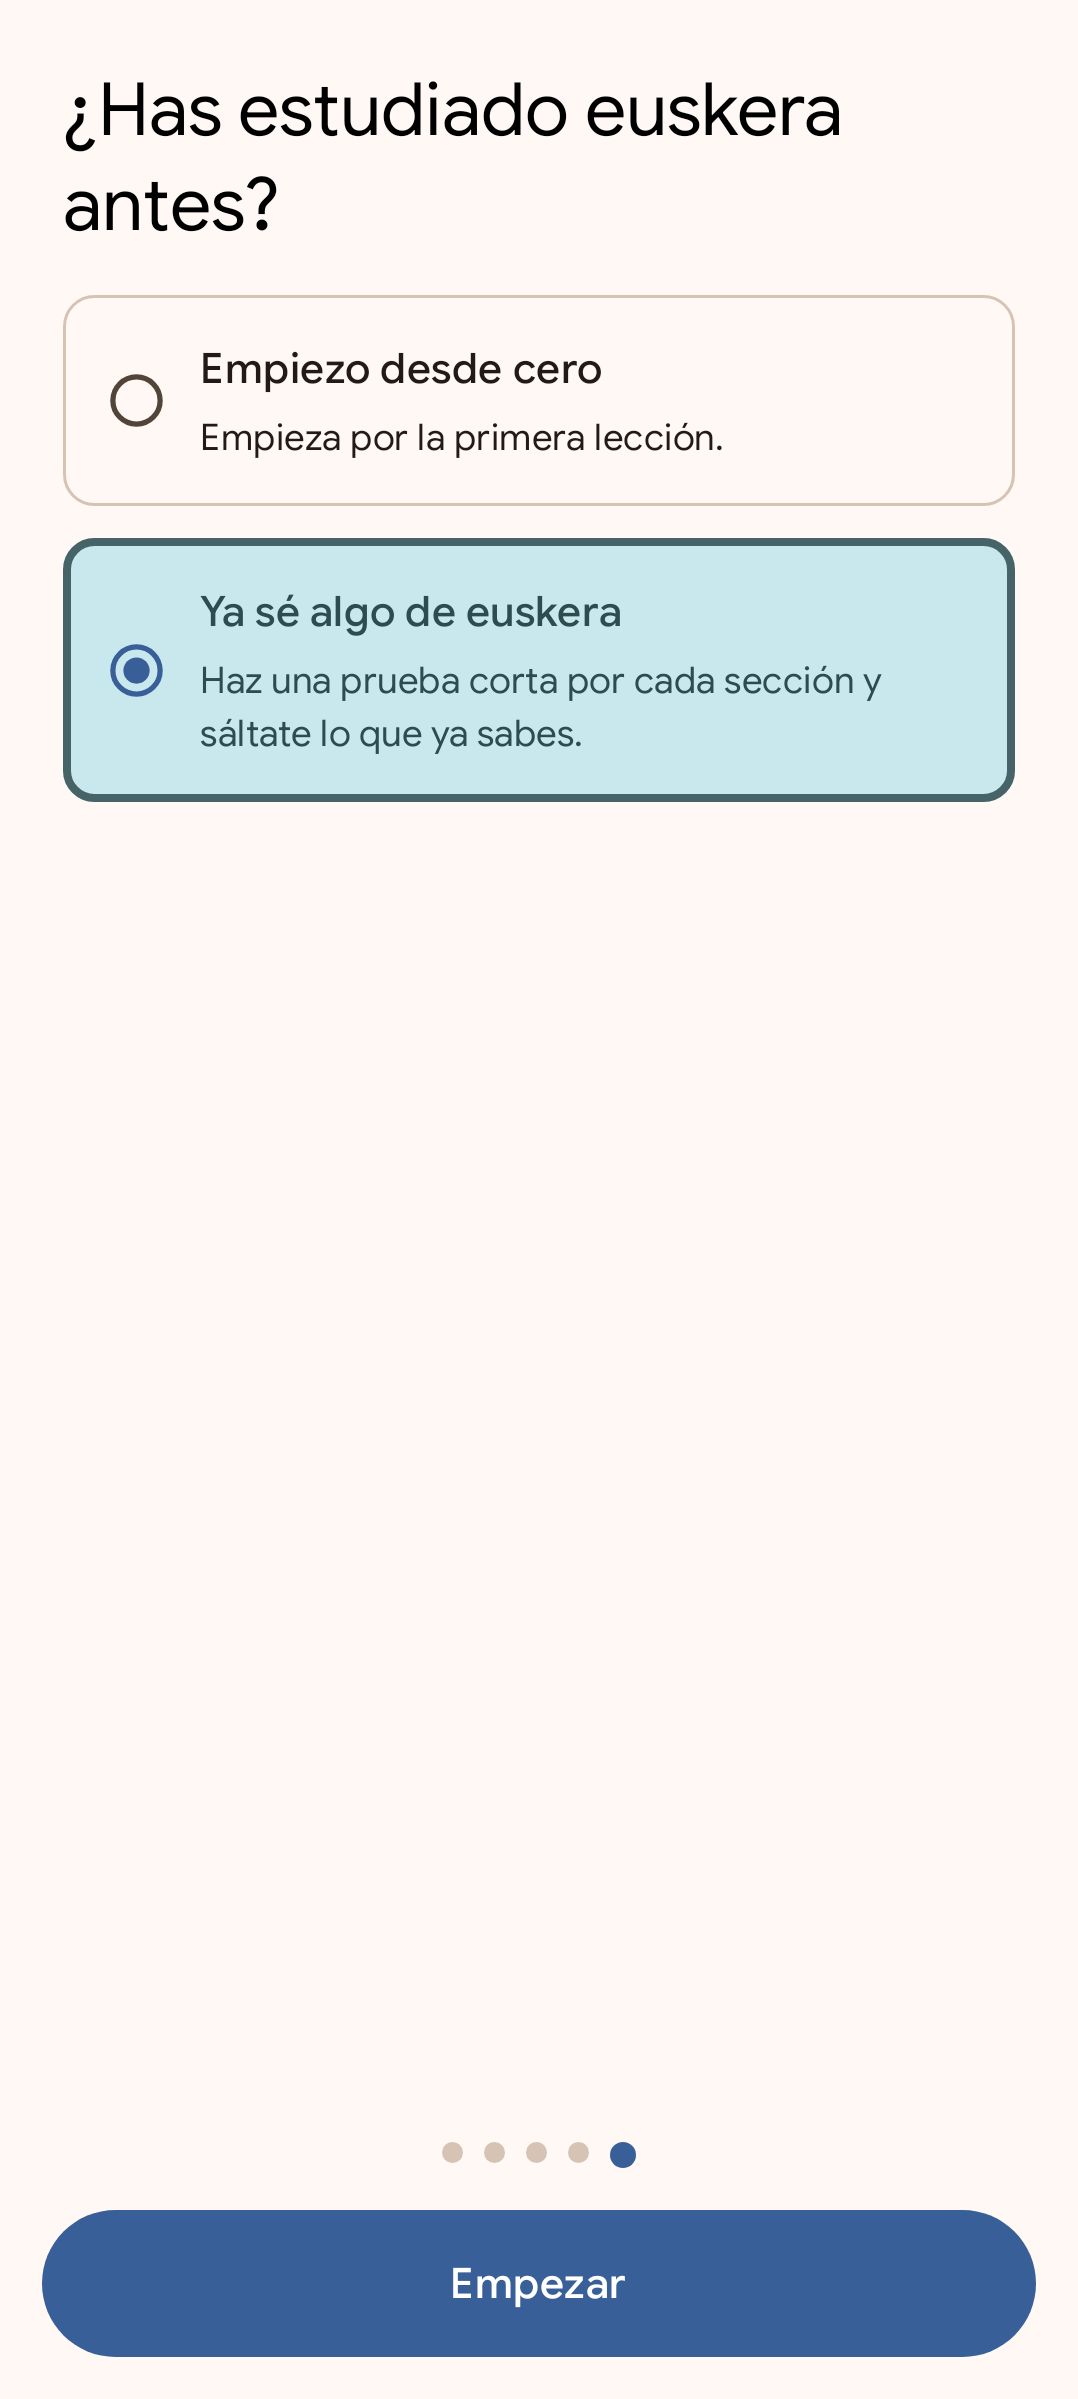 ¿Has estudiado euskera
antes?
Empiezo desde cero
Empieza por la primera lección.
Ya sé algo de euskera
Haz una prueba corta por cada sección y
sáltate lo que ya sabes.
Empezar